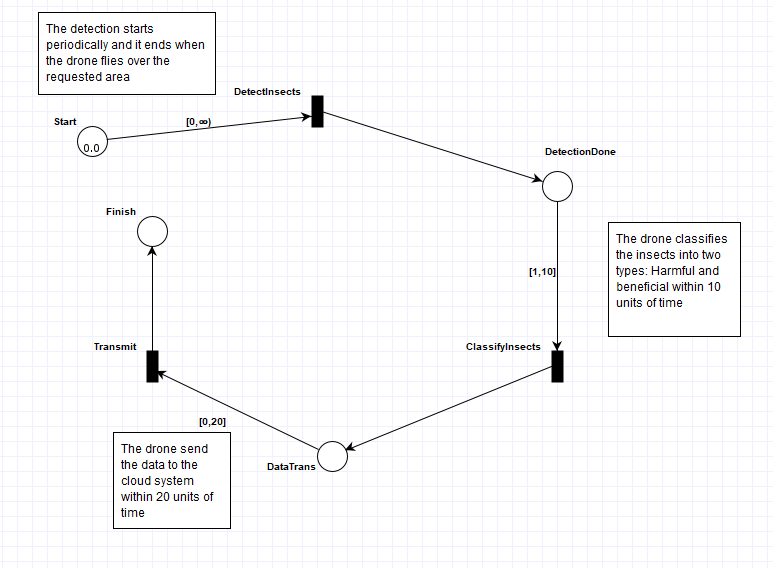 The detection starts
periodically and it ends when
the drone flies over the
requested area
DetectInsects
Start
[0,∞)
0.0
DetectionDone
Finish
The drone classifies
the insects into two
types: Harmful and
beneficial within 10
units of time
[1,10]
Transmit
ClassifyInsects
[0,20]
The drone send
the data to the
cloud system
within 20 units of
time
DataTrans